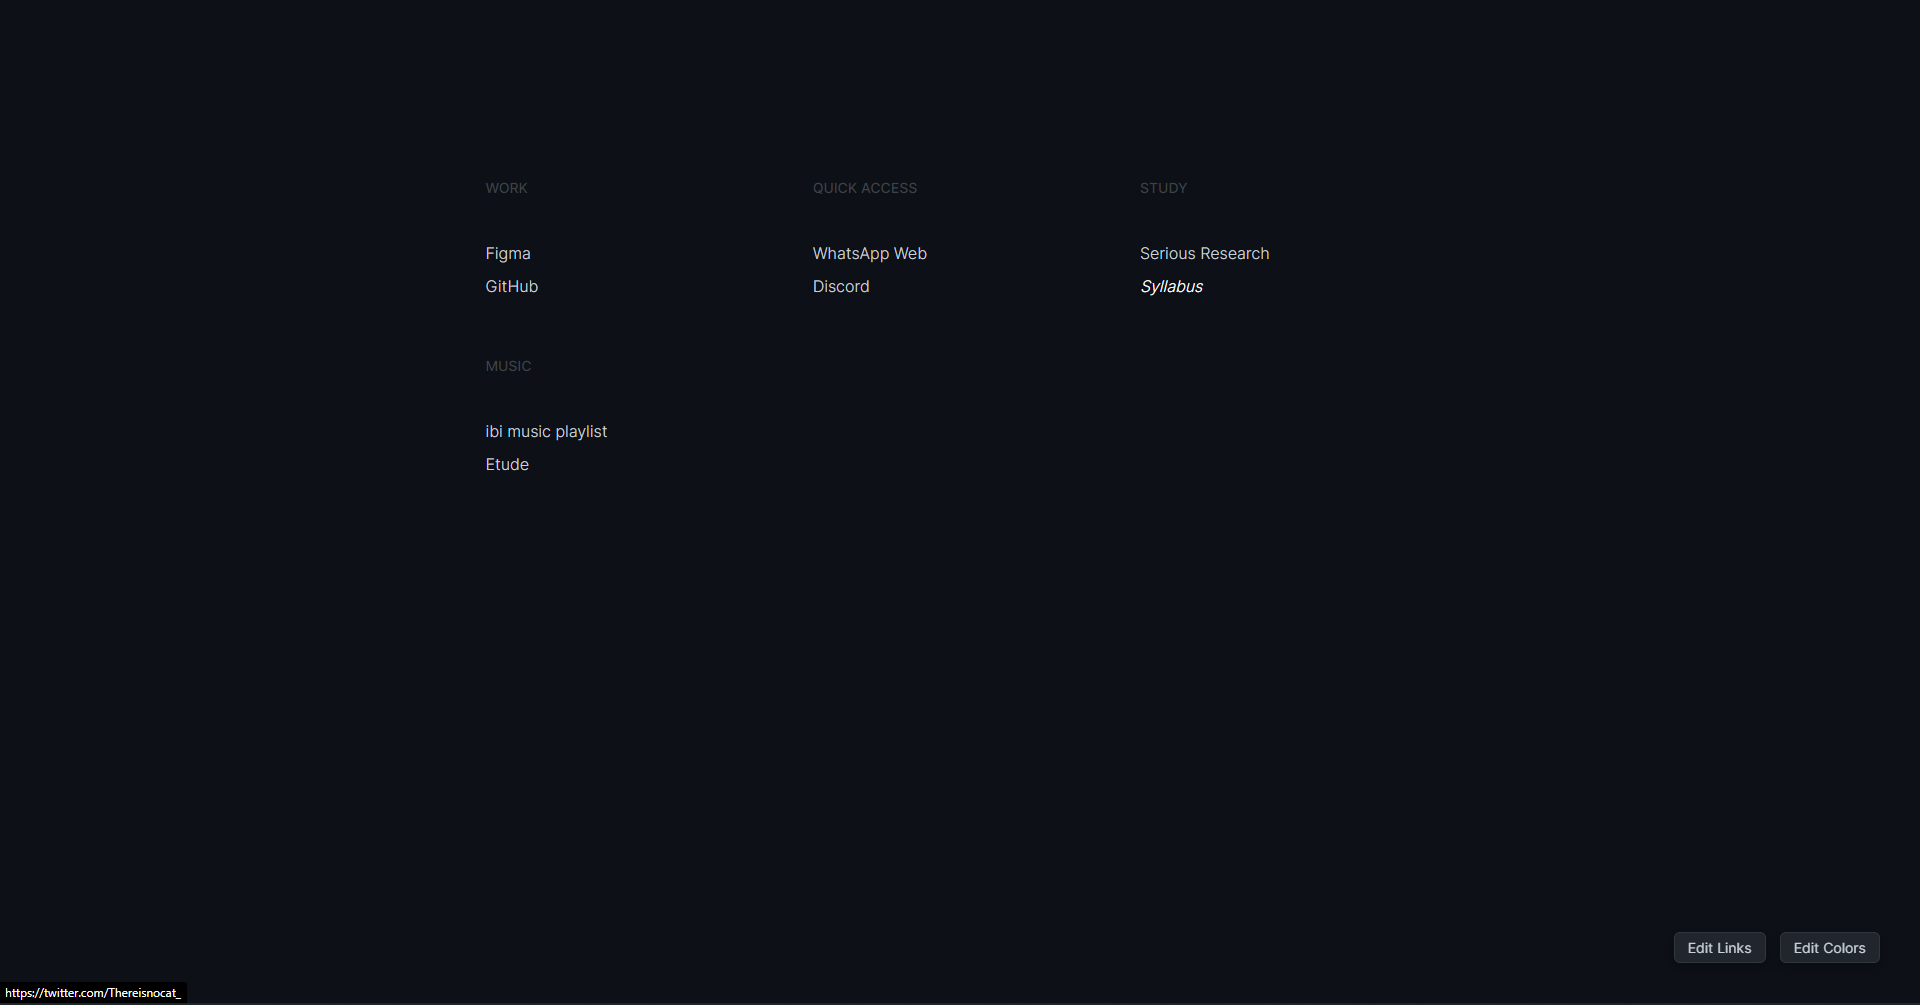 WORK
Figma
GitHub
QUICK ACCESS
WhatsApp Web
Discord
STUDY
Serious Research
Syllabus
MUSIC
ibi music playlist
Etude
Edit Links
Edit Colors
https://twitter.com/Thereisnocat_